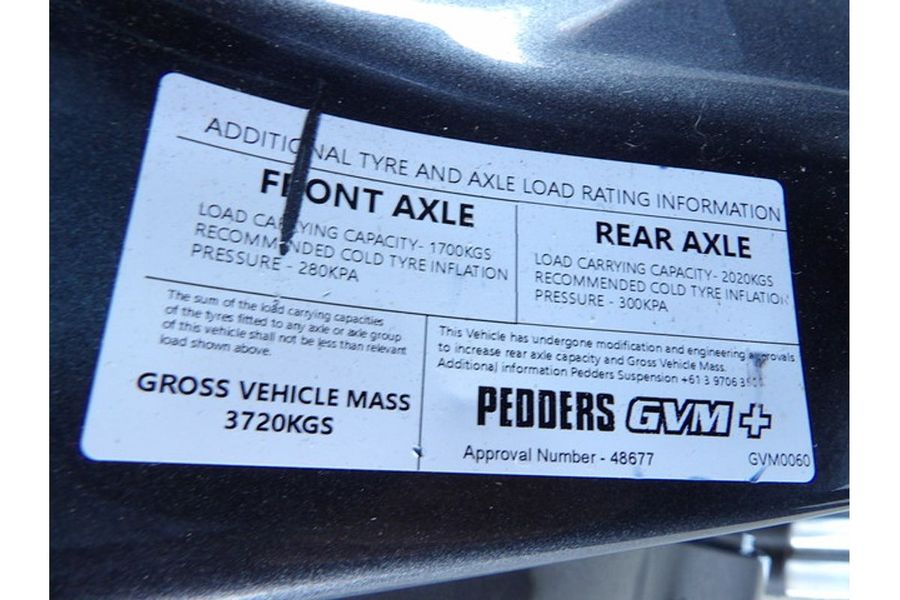 ADDITIONAL TYRE AND AXLE LOAD RATING INFORMATION
FRONT AXLE
LOAD CARRYING CAPACITY- 1700KGS
RECOMMENDED COLD TYRE INFLATION
PRESSURE - 280KPA
REAR AXLE
LOAD CARRYING CAPACITY- 2020KGS
RECOMMENDED COLD TYRE INFLATION
PRESSURE - 300KPA
The sum of the load carrying capacities
of the tyres fitted to any axle or axle group
of this vehicle shall not be less than relevant
load shown above.
GROSS VEHICLE MASS
3720KGS
This Vehicle has undergone modification and engineering approvals
to increase rear axle capacity and Gross Vehicle Mass.
Additional information Pedders Suspension +61 3 9706
PEDDERS GVM+
Approval Number - 48677
GVM0060